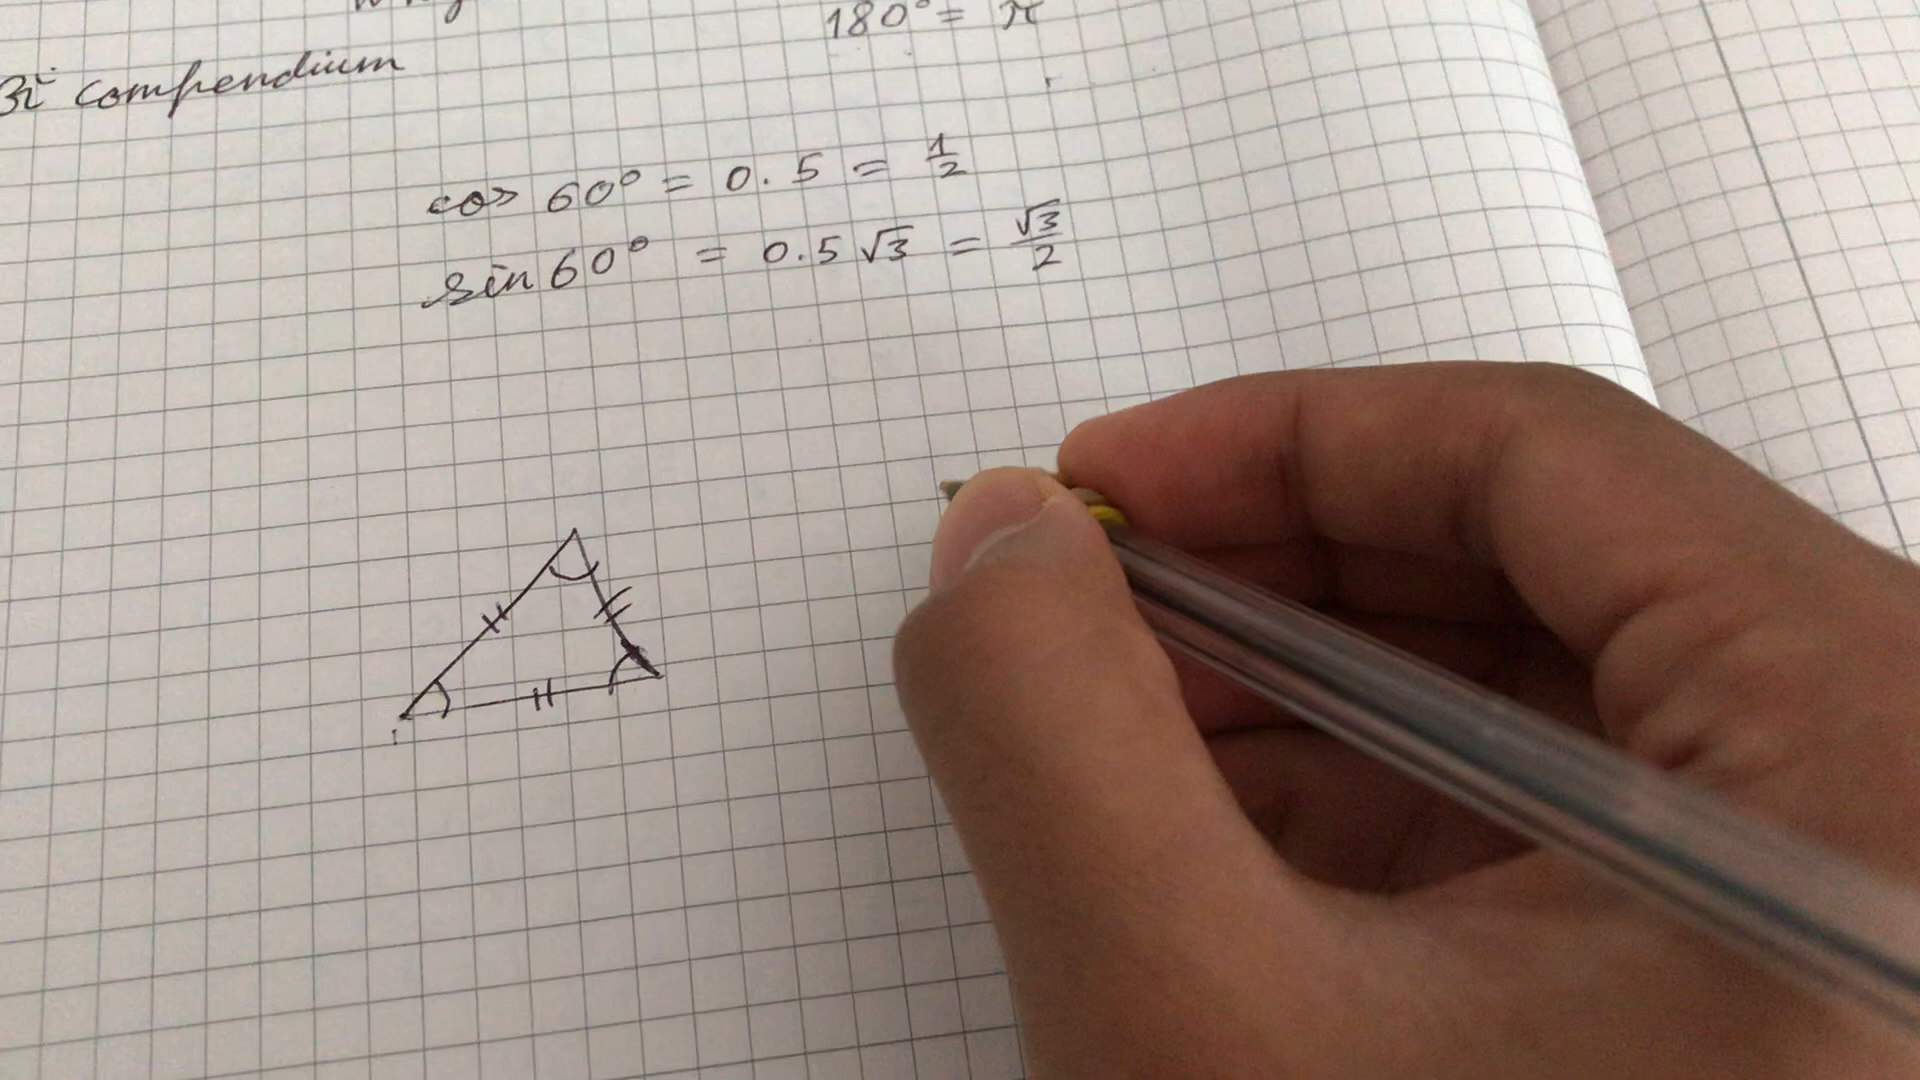 180° = π
compendium
cos 60° = 0.5 = 1/2
sin 60° = 0.5 √3 = √3/2